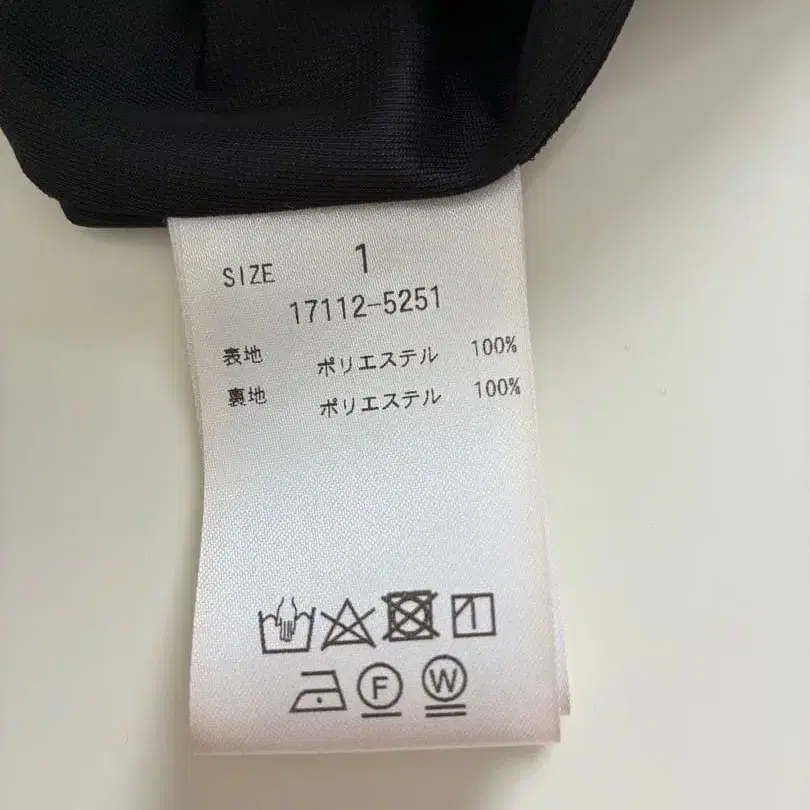 SIZE 1
17112-5251
表地 ポリエステル 100%
裏地 ポリエステル 100%
F W